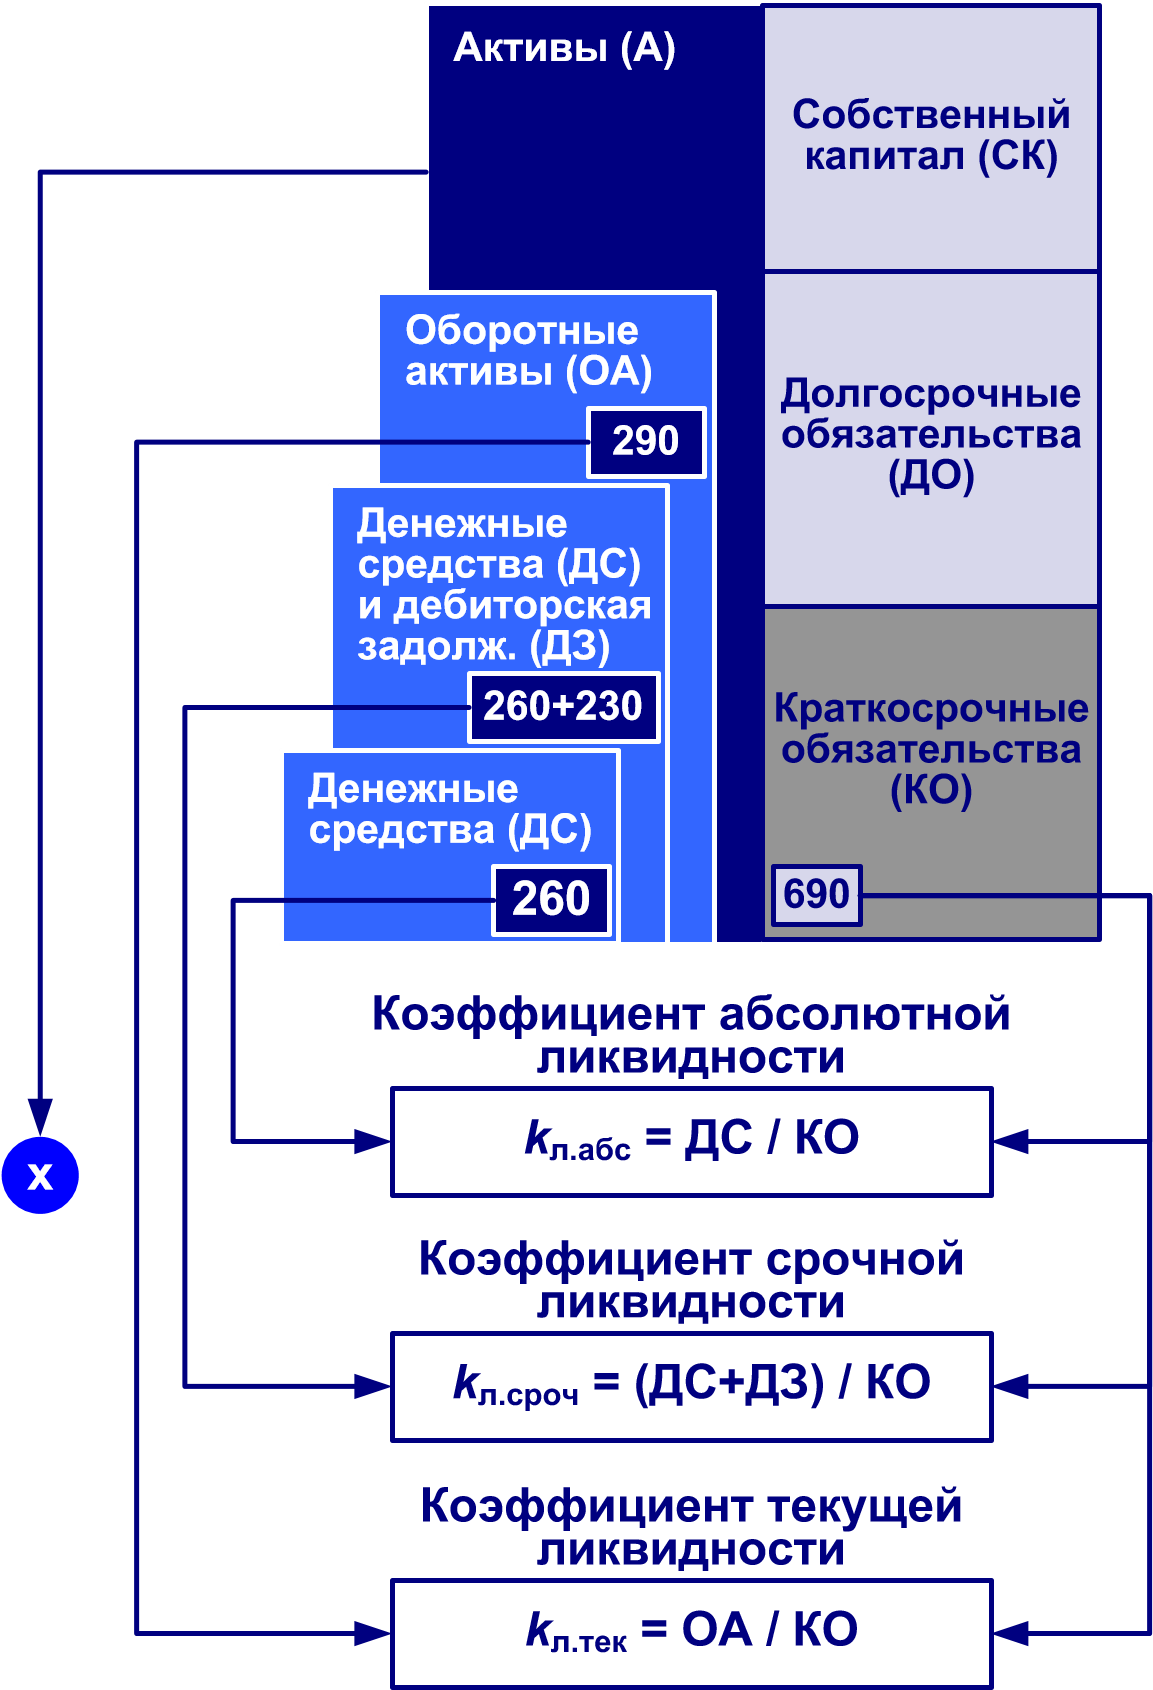 Активы (А)
Собственный
капитал (СК)
Оборотные
активы (ОА)
290
Долгосрочные
обязательства
(ДО)
Денежные
средства (ДС)
и дебиторская
задолж. (ДЗ)
260+230
Краткосрочные
обязательства
(КО)
690
Денежные
средства (ДС)
260
Коэффициент абсолютной
ликвидности
kл.абс = ДС / КО
х
Коэффициент срочной
ликвидности
kл.сроч = (ДС+ДЗ) / КО
Коэффициент текущей
ликвидности
kл.тек = ОА / КО